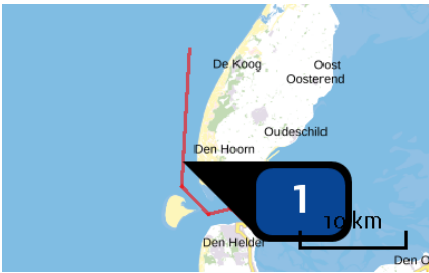 De Koog
Oost
Oosterend
Oudeschild
Den Hoorn
1
10 km
Den Helder
Den O